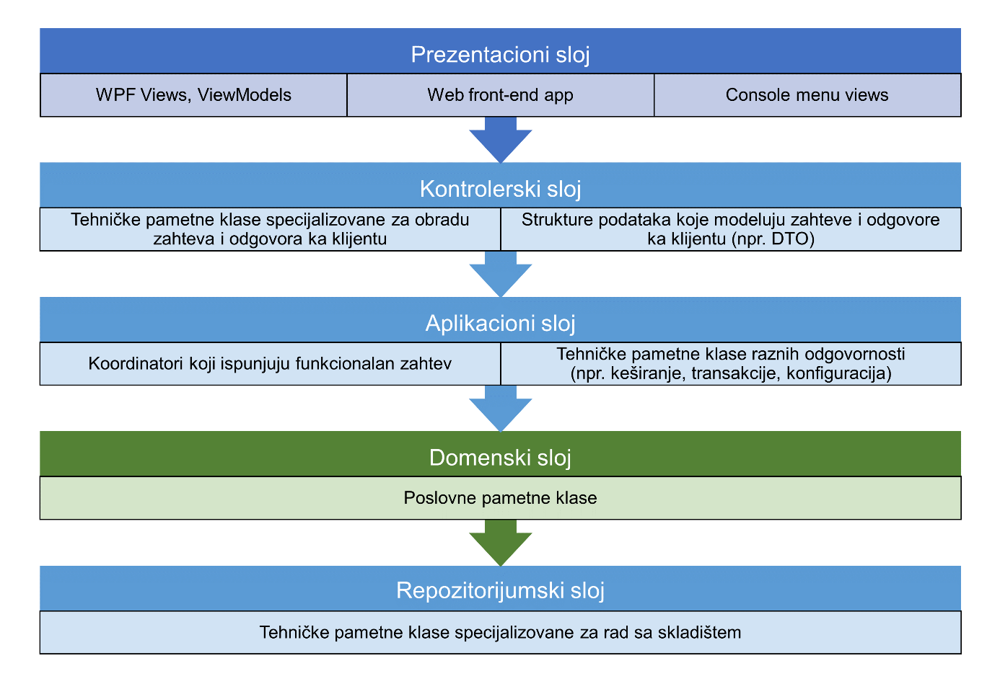 Prezentacioni sloj
WPF Views, ViewModels
Web front-end app
Console menu views
Kontrolerski sloj
Tehničke pametne klase specijalizovane za obradu
zahteva i odgovora ka klijentu
Strukture podataka koje modeluju zahteve i odgovore
ka klijentu (npr. DTO)
Aplikacioni sloj
Koordinatori koji ispunjuju funkcionalan zahtev
Tehničke pametne klase raznih odgovornosti
(npr. keširanje, transakcije, konfiguracija)
Domenski sloj
Poslovne pametne klase
Repozitorijumski sloj
Tehničke pametne klase specijalizovane za rad sa skladištem